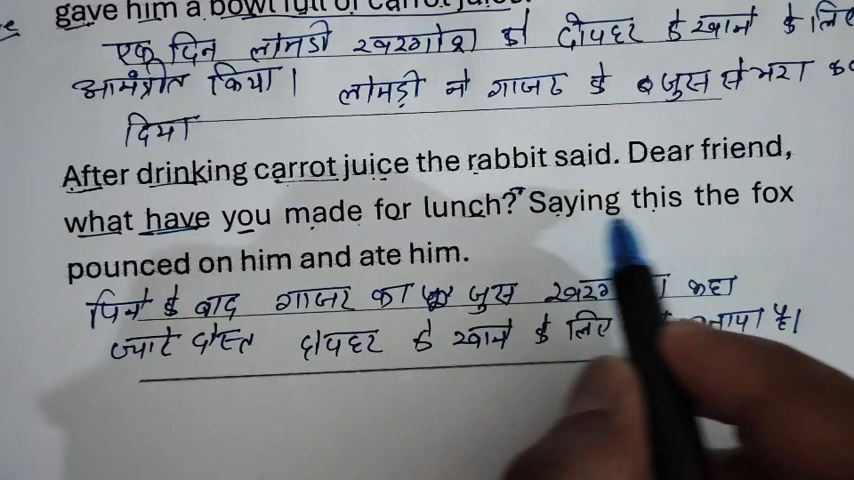 gave him a bowl full of carrot juice.
एक दिन लोमडी खरगोश को दोपहर के खाने के लिए
आमंत्रीत किया। लोमड़ी ने गाजर के जुस से भरा
दिया
After drinking carrot juice the rabbit said. Dear friend,
what have you made for lunch?" Saying this the fox
pounced on him and ate him.
पिने के बाद गाजर का जुस कहा
प्यारे दोस्त दोपहर के खाने के लिए है।